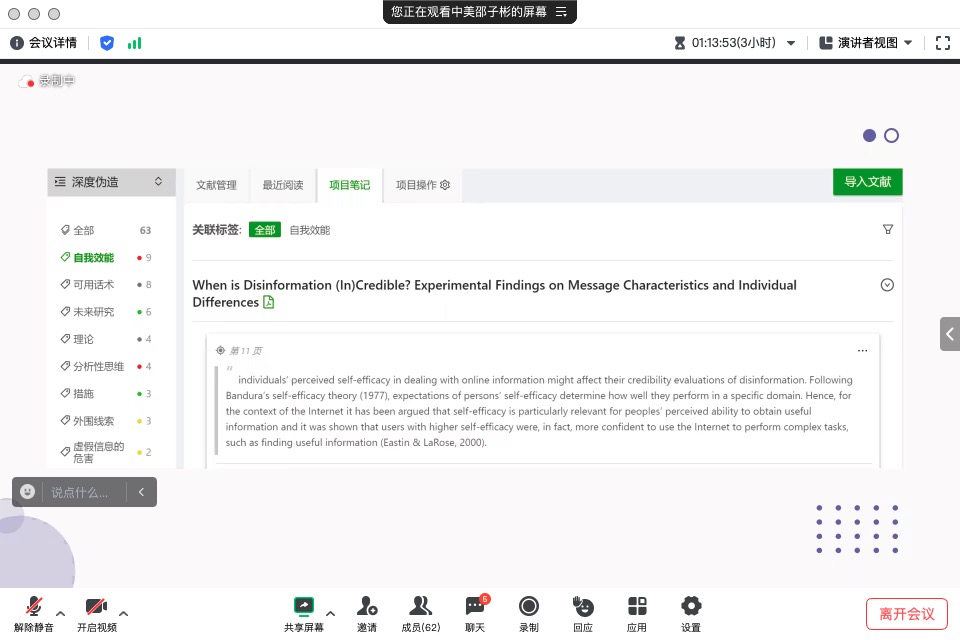 您正在观看中美邵子彬的屏幕
会议详情
01:13:53(3小时)
演讲者视图
录制中
深度伪造
文献管理
最近阅读
项目笔记
项目操作
导入文献
全部 63
自我效能 9
可用话术 8
未来研究 6
理论 4
分析性思维 4
措施 3
外围线索 3
虚假信息的
危害 2
关联标签: 全部 自我效能
When is Disinformation (In)Credible? Experimental Findings on Message Characteristics and Individual
Differences
第 11 页
individuals’ perceived self-efficacy in dealing with online information might affect their credibility evaluations of disinformation. Following
Bandura’s self-efficacy theory (1977), expectations of persons’ self-efficacy determine how well they perform in a specific domain. Hence, for
the context of the Internet it has been argued that self-efficacy is particularly relevant for peoples’ perceived ability to obtain useful
information and it was shown that users with higher self-efficacy were, in fact, more confident to use the Internet to perform complex tasks,
such as finding useful information (Eastin & LaRose, 2000).
说点什么...
解除静音
开启视频
共享屏幕
邀请
成员(62)
5
聊天
录制
回应
应用
设置
离开会议